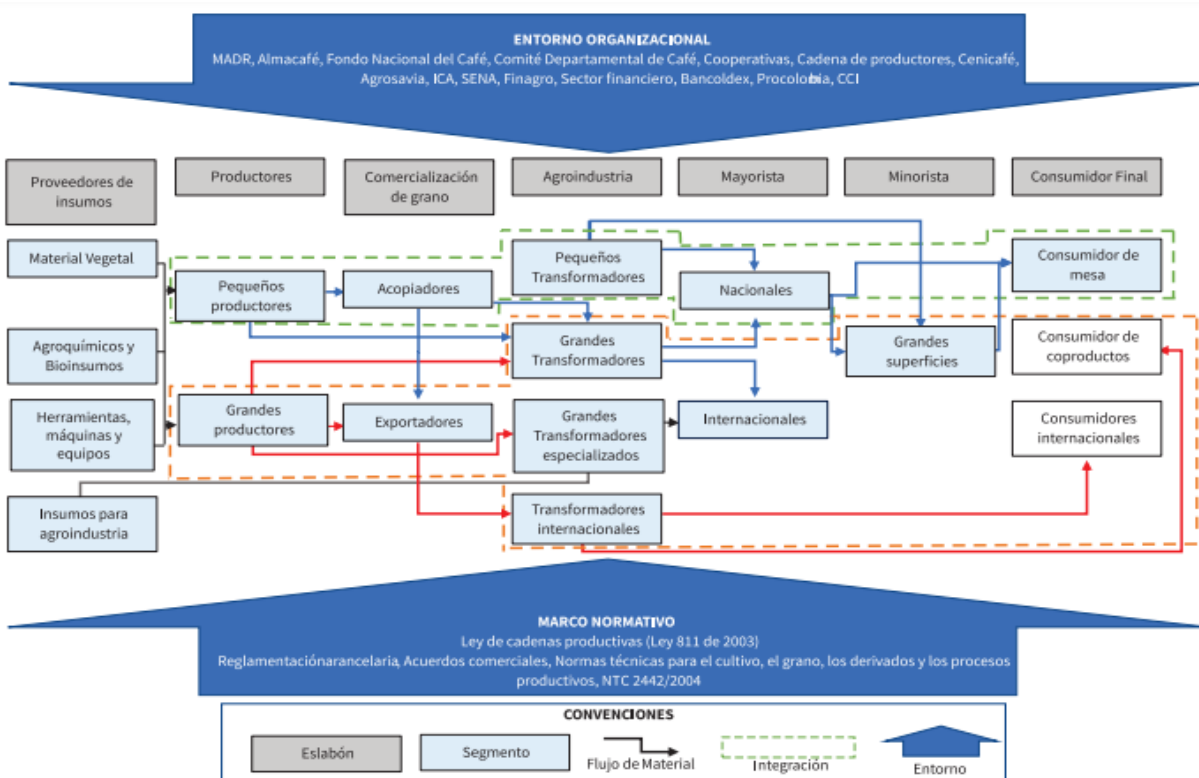 ENTORNO ORGANIZACIONAL
MADR, Almacafé, Fondo Nacional del Café, Comité Departamental de Café, Cooperativas, Cadena de productores, Cenicafé,
Agrosavia, ICA, SENA, Finagro, Sector financiero, Bancoldex, Procolombia, CCI
Proveedores de
insumos
Productores
Comercialización
de grano
Agroindustria
Mayorista
Minorista
Consumidor Final
Material Vegetal
Pequeños
productores
Acopiadores
Pequeños
Transformadores
Nacionales
Consumidor de
mesa
Agroquímicos y
Bioinsumos
Grandes
Transformadores
Grandes
superficies
Consumidor de
coproductos
Herramientas,
máquinas y
equipos
Grandes
productores
Exportadores
Grandes
Transformadores
especializados
Internacionales
Consumidores
internacionales
Insumos para
agroindustria
Transformadores
internacionales
MARCO NORMATIVO
Ley de cadenas productivas (Ley 811 de 2003)
Reglamentaciónarancelaria, Acuerdos comerciales, Normas técnicas para el cultivo, el grano, los derivados y los procesos
productivos, NTC 2442/2004
CONVENCIONES
Eslabón
Segmento
Flujo de Material
Integración
Entorno